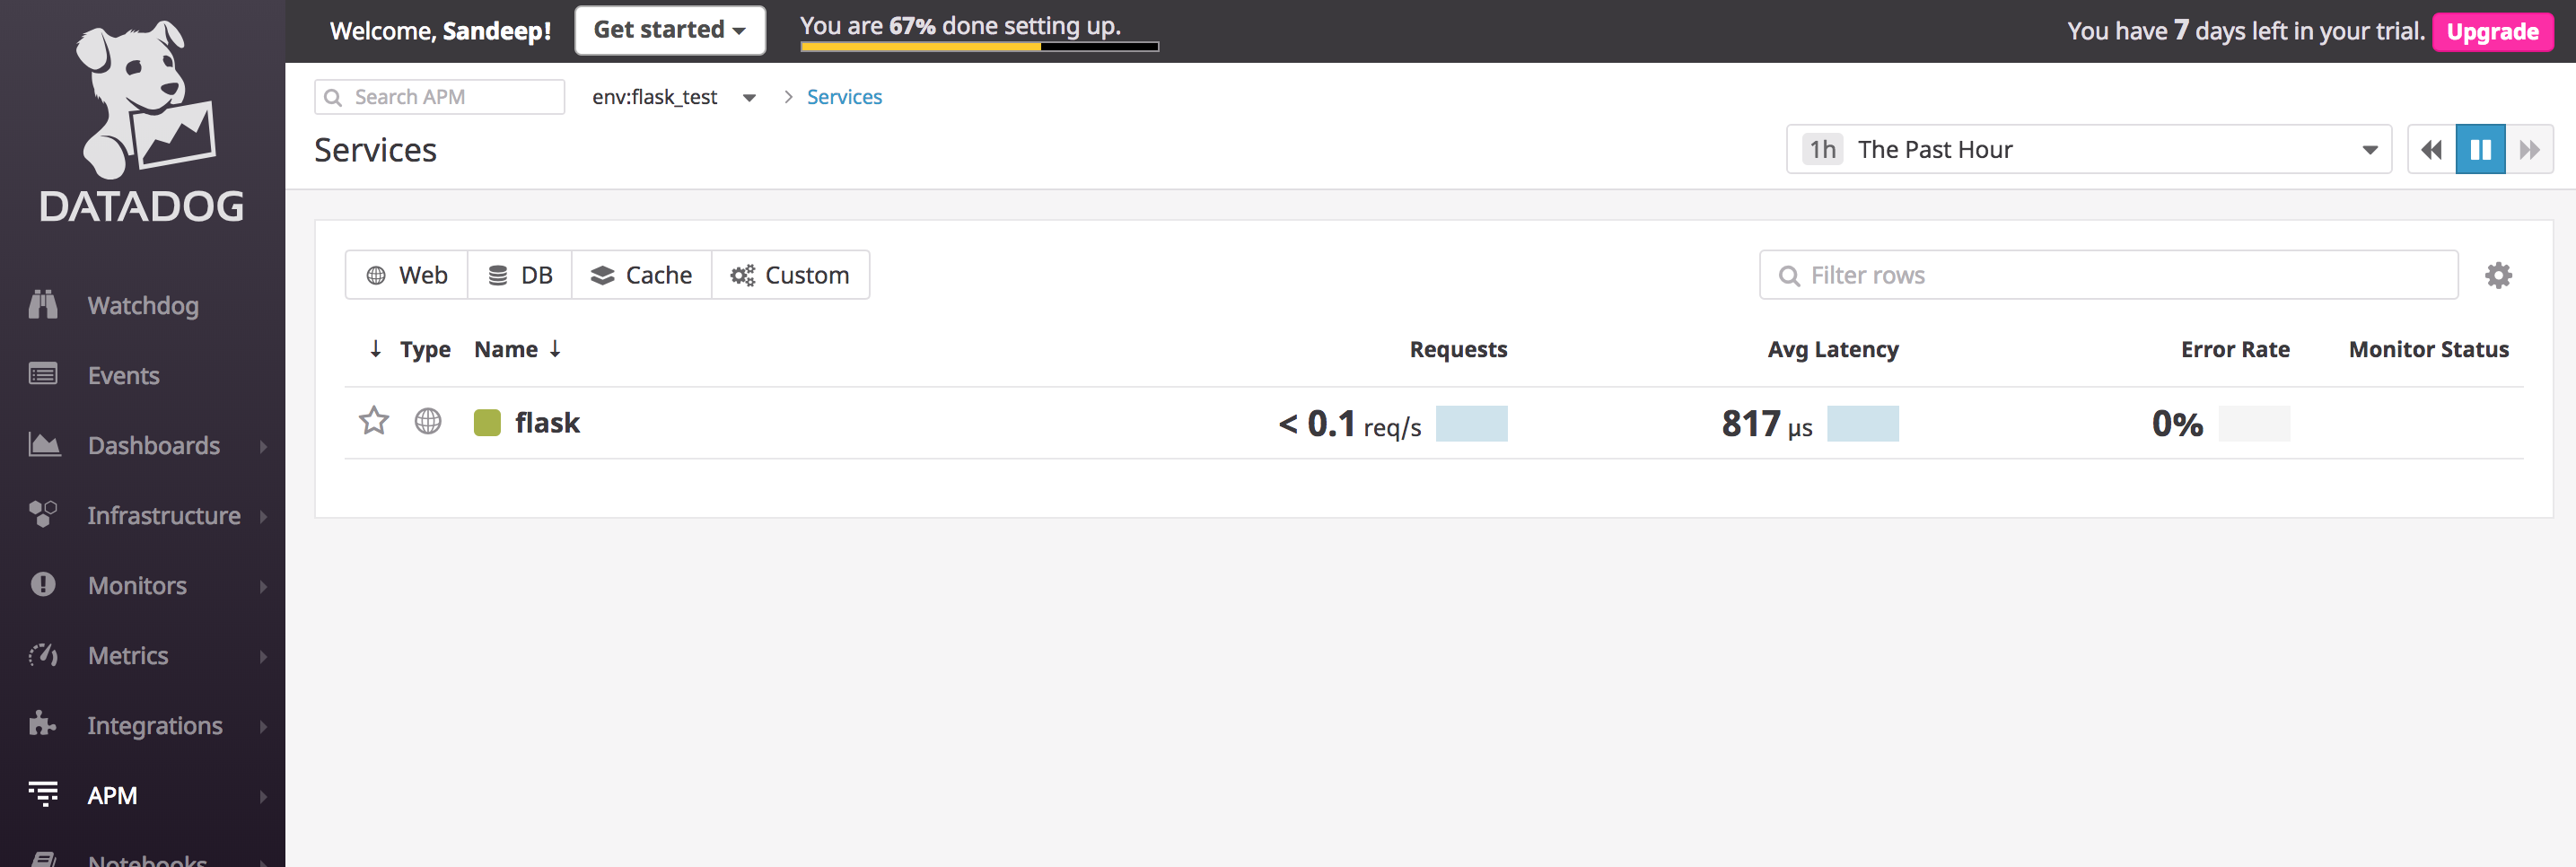 Welcome, Sandeep!
Get started
You are 67% done setting up.
You have 7 days left in your trial.
Upgrade
DATADOG
Watchdog
Events
Dashboards
Infrastructure
Monitors
Metrics
Integrations
APM
Notebooks
Search APM
env:flask_test
Services
Services
1h The Past Hour
Web
DB
Cache
Custom
Filter rows
↓ Type Name ↓ Requests Avg Latency Error Rate Monitor Status
flask < 0.1 req/s 817 µs 0%